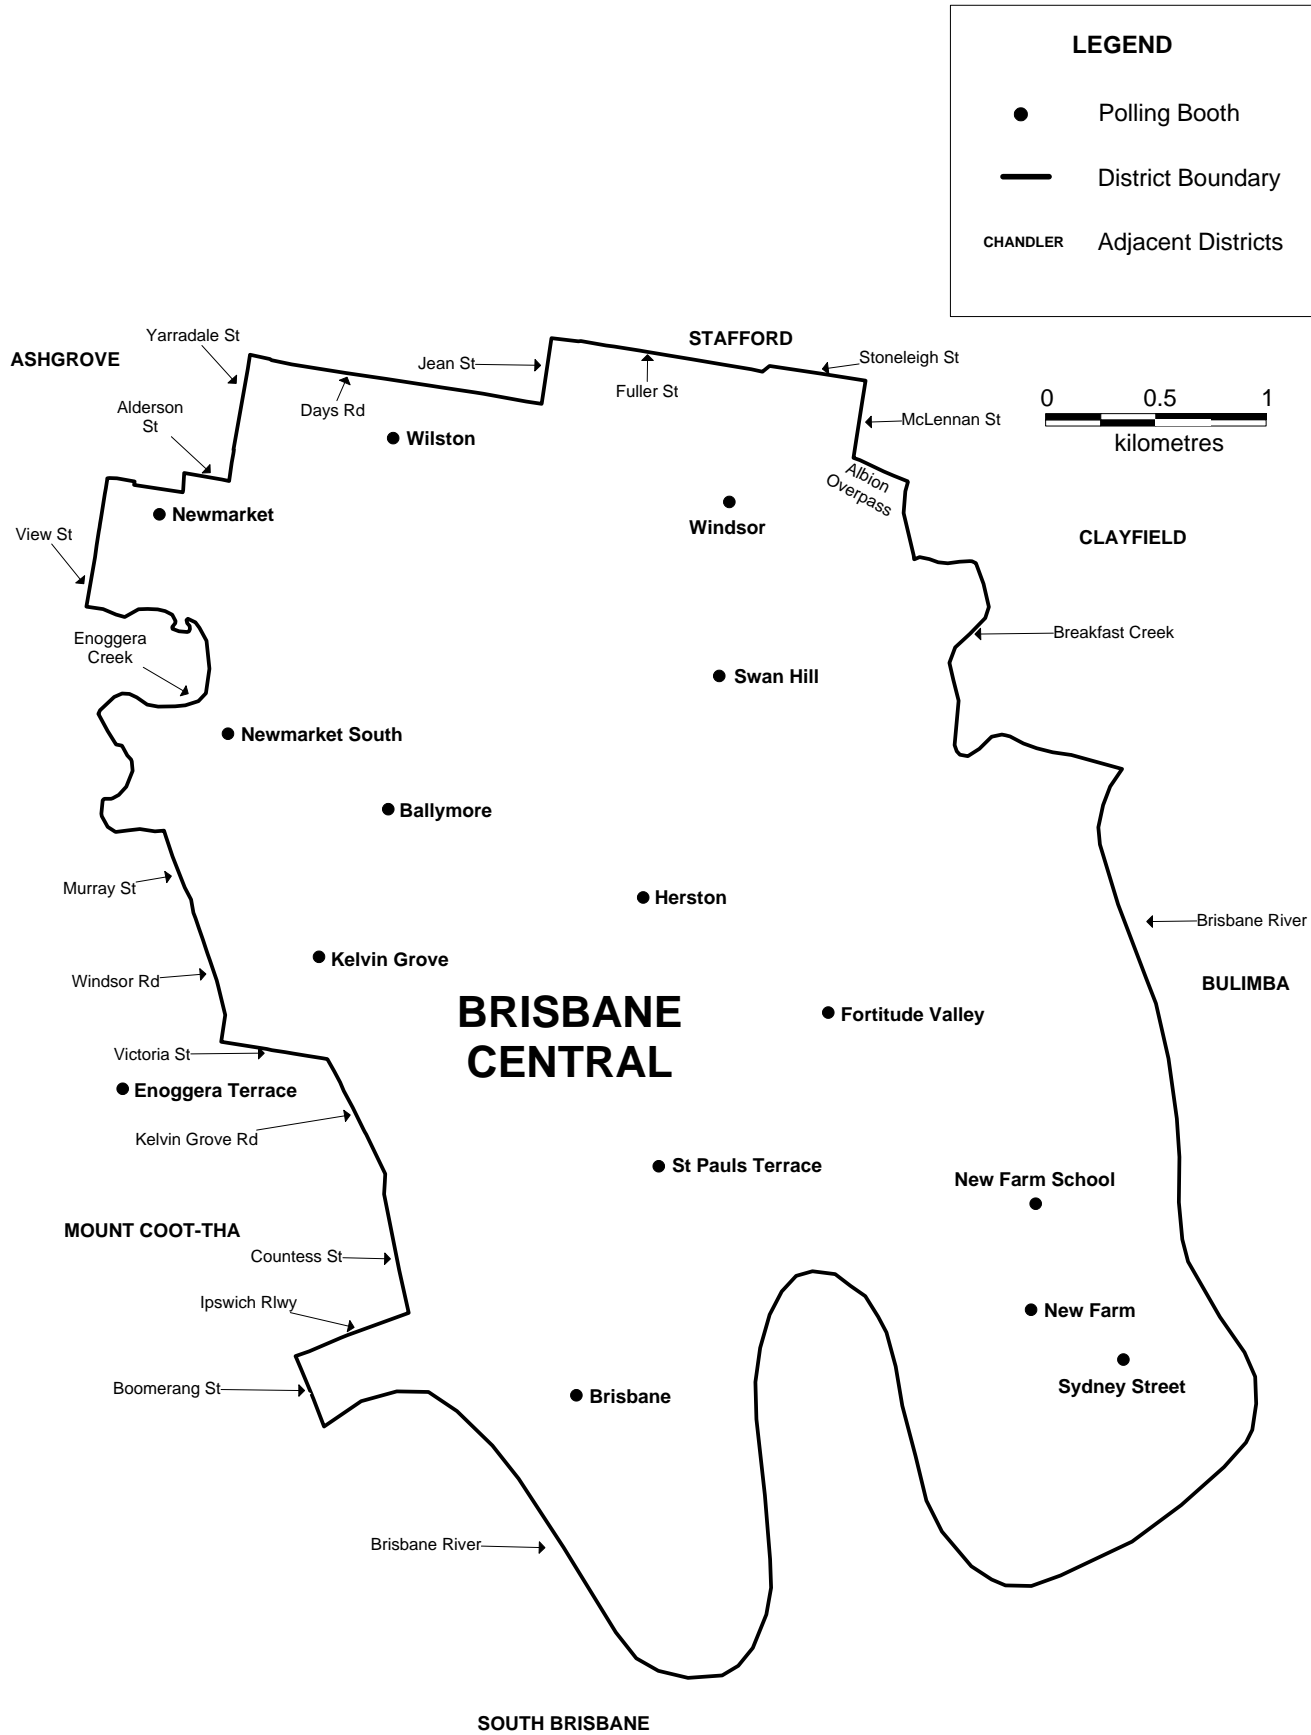 LEGEND
Polling Booth
District Boundary
CHANDLER Adjacent Districts
Yarradale St
STAFFORD
ASHGROVE
Jean St
Stoneleigh St
Fuller St
Days Rd
Alderson
St
0 0.5 1
kilometres
McLennan St
Wilston
Albion
Overpass
Newmarket
Windsor
View St
CLAYFIELD
Enoggera
Creek
Breakfast Creek
Swan Hill
Newmarket South
Ballymore
Murray St
Herston
Brisbane River
Kelvin Grove
Windsor Rd
BULIMBA
BRISBANE
CENTRAL
Fortitude Valley
Victoria St
Enoggera Terrace
Kelvin Grove Rd
St Pauls Terrace
New Farm School
MOUNT COOT-THA
Countess St
Ipswich Rlwy
New Farm
Boomerang St
Brisbane
Sydney Street
Brisbane River
SOUTH BRISBANE